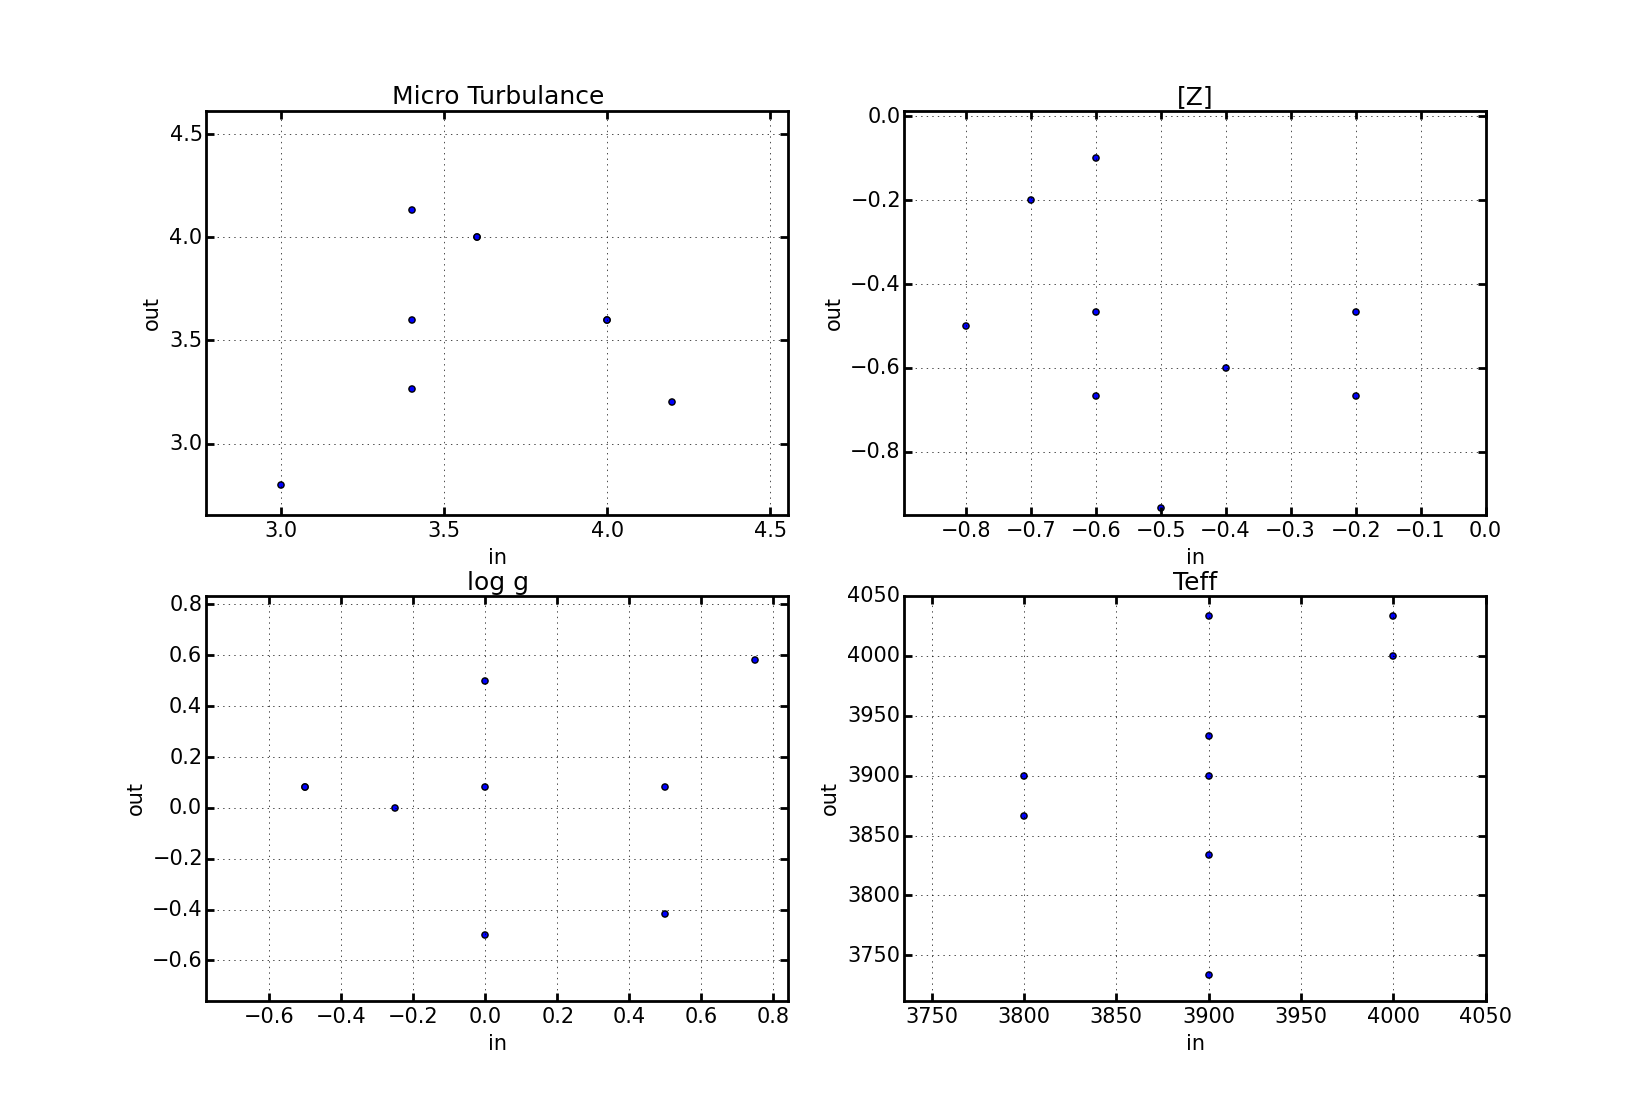 Micro Turbulance
4.5
4.0
3.5
3.0
out
3.0 3.5 4.0 4.5
in
[Z]
0.0
−0.2
−0.4
−0.6
−0.8
out
−0.8 −0.7 −0.6 −0.5 −0.4 −0.3 −0.2 −0.1 0.0
in
log g
0.8
0.6
0.4
0.2
0.0
−0.2
−0.4
−0.6
out
−0.6 −0.4 −0.2 0.0 0.2 0.4 0.6 0.8
in
Teff
4050
4000
3950
3900
3850
3800
3750
out
3750 3800 3850 3900 3950 4000 4050
in